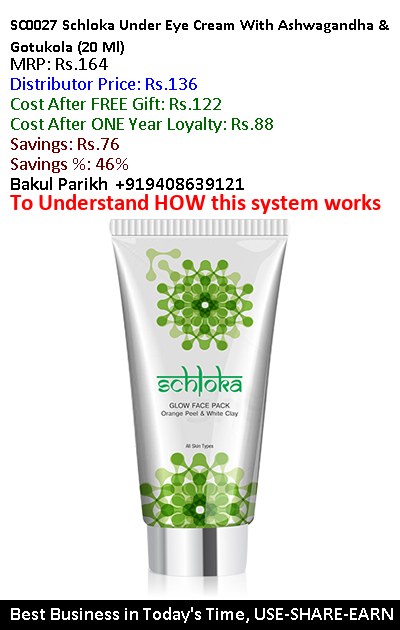 SC0027 Schloka Under Eye Cream With Ashwagandha &
Gotukola (20 Ml)
MRP: Rs.164
Distributor Price: Rs.136
Cost After FREE Gift: Rs.122
Cost After ONE Year Loyalty: Rs.88
Savings: Rs.76
Savings %: 46%
Bakul Parikh +919408639121
To Understand HOW this system works
schloka
GLOW FACE PACK
Orange Peel & White Clay
All Skin Types
Best Business in Today's Time, USE-SHARE-EARN